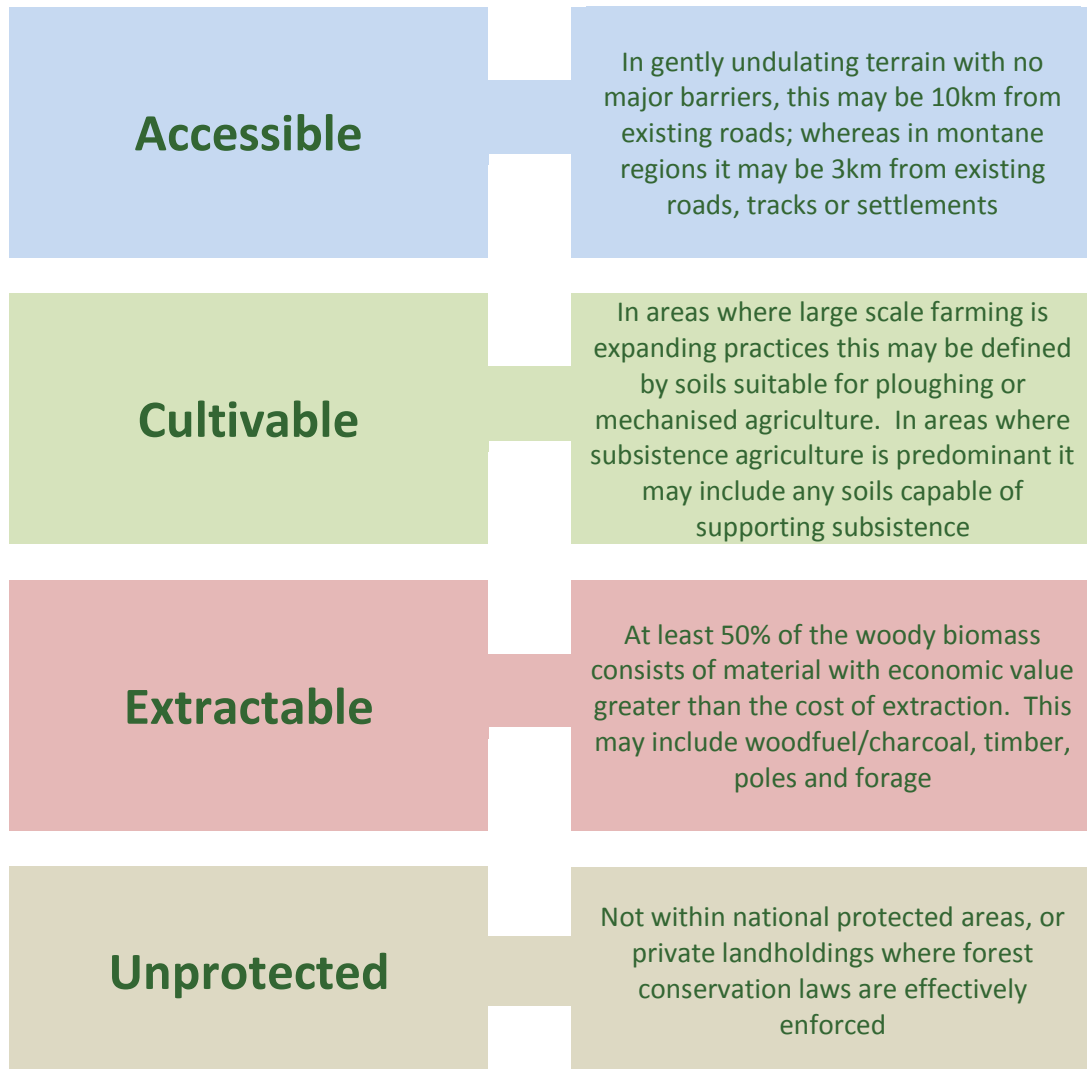 Accessible
In gently undulating terrain with no
major barriers, this may be 10km from
existing roads; whereas in montane
regions it may be 3km from existing
roads, tracks or settlements
Cultivable
In areas where large scale farming is
expanding practices this may be defined
by soils suitable for ploughing or
mechanised agriculture.  In areas where
subsistence agriculture is predominant it
may include any soils capable of
supporting subsistence
Extractable
At least 50% of the woody biomass
consists of material with economic value
greater than the cost of extraction.  This
may include woodfuel/charcoal, timber,
poles and forage
Unprotected
Not within national protected areas, or
private landholdings where forest
conservation laws are effectively
enforced